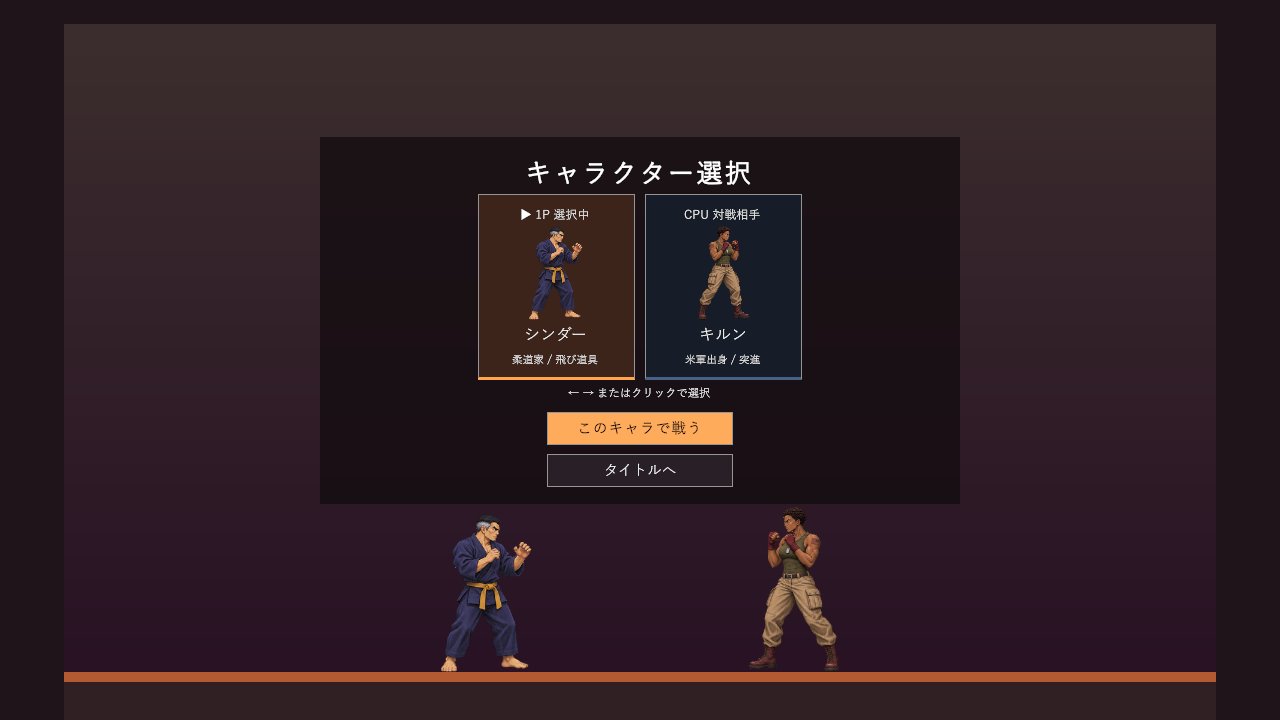 キャラクター選択
▶ 1P 選択中
CPU 対戦相手
シンダー
キルン
柔道家 / 飛び道具
米軍出身 / 突進
← → またはクリックで選択
このキャラで戦う
タイトルへ